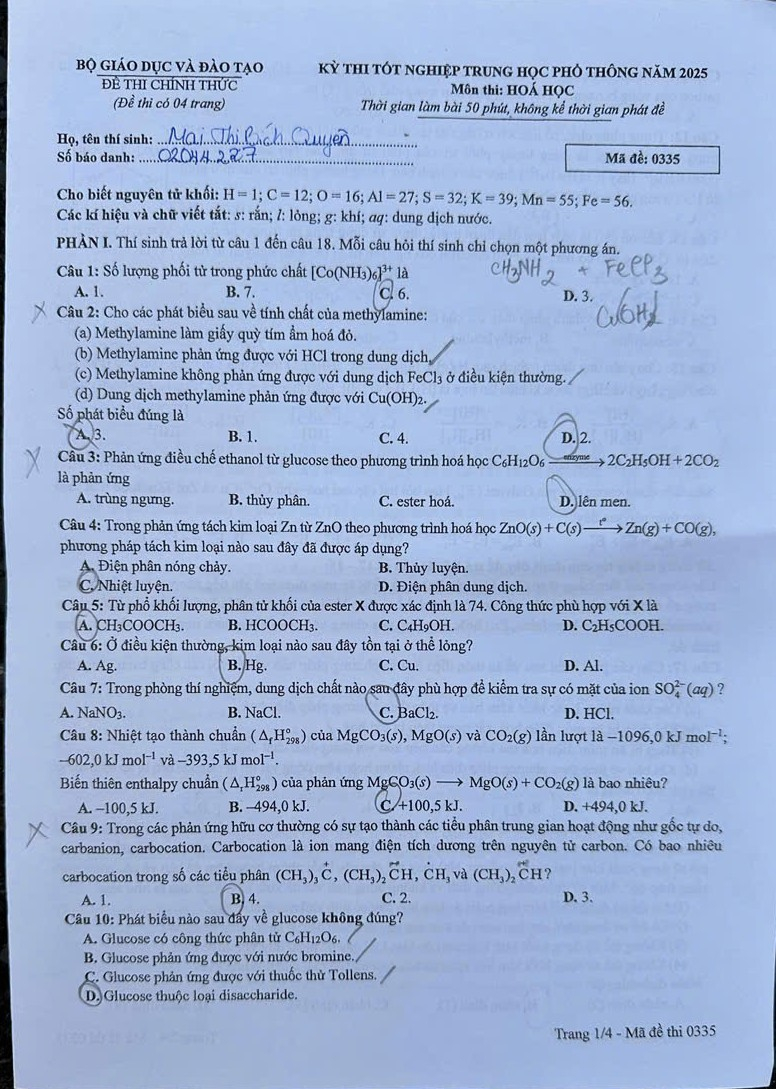 BỘ GIÁO DỤC VÀ ĐÀO TẠO
ĐỀ THI CHÍNH THỨC
(Đề thi có 04 trang)
KỲ THI TỐT NGHIỆP TRUNG HỌC PHỔ THÔNG NĂM 2025
Môn thi: HOÁ HỌC
Thời gian làm bài 50 phút, không kể thời gian phát đề
Họ, tên thí sinh: Mai Thị Bích Quyên
Số báo danh: 02044227
Mã đề: 0335
Cho biết nguyên tử khối: H = 1; C = 12; O = 16; Al = 27; S = 32; K = 39; Mn = 55; Fe = 56.
Các kí hiệu và chữ viết tắt: s: rắn; l: lỏng; g: khí; aq: dung dịch nước.
PHẦN I. Thí sinh trả lời từ câu 1 đến câu 18. Mỗi câu hỏi thí sinh chỉ chọn một phương án.
Câu 1: Số lượng phối tử trong phức chất [Co(NH₃)₆]³⁺ là
CH₃NH₂ + FeCl₃
A. 1. B. 7. C. 6. D. 3.
Câu 2: Cho các phát biểu sau về tính chất của methylamine:
(a) Methylamine làm giấy quỳ tím ẩm hoá đỏ.
(b) Methylamine phản ứng được với HCl trong dung dịch.
(c) Methylamine không phản ứng được với dung dịch FeCl₃ ở điều kiện thường.
(d) Dung dịch methylamine phản ứng được với Cu(OH)₂.
Số phát biểu đúng là
A. 3. B. 1. C. 4. D. 2.
Câu 3: Phản ứng điều chế ethanol từ glucose theo phương trình hoá học C₆H₁₂O₆ —enzyme→ 2C₂H₅OH + 2CO₂
là phản ứng
A. trùng ngưng. B. thủy phân. C. ester hoá. D. lên men.
Câu 4: Trong phản ứng tách kim loại Zn từ ZnO theo phương trình hoá học ZnO(s) + C(s) —t°→ Zn(g) + CO(g),
phương pháp tách kim loại nào sau đây đã được áp dụng?
A. Điện phân nóng chảy. B. Thủy luyện.
C. Nhiệt luyện. D. Điện phân dung dịch.
Câu 5: Từ phổ khối lượng, phân tử khối của ester X được xác định là 74. Công thức phù hợp với X là
A. CH₃COOCH₃. B. HCOOCH₃. C. C₄H₉OH. D. C₂H₅COOH.
Câu 6: Ở điều kiện thường, kim loại nào sau đây tồn tại ở thể lỏng?
A. Ag. B. Hg. C. Cu. D. Al.
Câu 7: Trong phòng thí nghiệm, dung dịch chất nào sau đây phù hợp để kiểm tra sự có mặt của ion SO₄²⁻ (aq) ?
A. NaNO₃. B. NaCl. C. BaCl₂. D. HCl.
Câu 8: Nhiệt tạo thành chuẩn (ΔfH°₂₉₈) của MgCO₃(s), MgO(s) và CO₂(g) lần lượt là −1096,0 kJ mol⁻¹;
−602,0 kJ mol⁻¹ và −393,5 kJ mol⁻¹.
Biến thiên enthalpy chuẩn (ΔrH°₂₉₈) của phản ứng MgCO₃(s) ⟶ MgO(s) + CO₂(g) là bao nhiêu?
A. −100,5 kJ. B. −494,0 kJ. C. +100,5 kJ. D. +494,0 kJ.
Câu 9: Trong các phản ứng hữu cơ thường có sự tạo thành các tiểu phân trung gian hoạt động như gốc tự do,
carbanion, carbocation. Carbocation là ion mang điện tích dương trên nguyên tử carbon. Có bao nhiêu
carbocation trong số các tiểu phân (CH₃)₃C⁺, (CH₃)₂CH, ĊH₃ và (CH₃)₂CH?
A. 1. B. 4. C. 2. D. 3.
Câu 10: Phát biểu nào sau đây về glucose không đúng?
A. Glucose có công thức phân tử C₆H₁₂O₆.
B. Glucose phản ứng được với nước bromine.
C. Glucose phản ứng được với thuốc thử Tollens.
D. Glucose thuộc loại disaccharide.
Trang 1/4 - Mã đề thi 0335